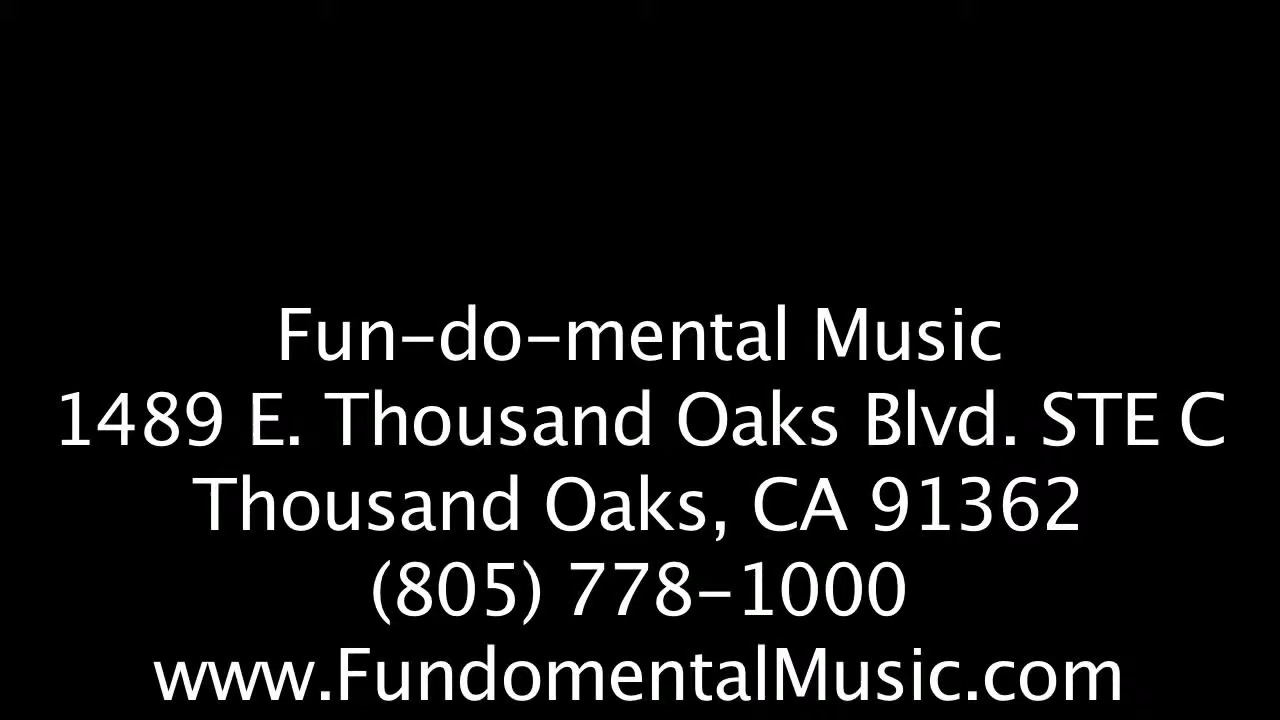 Fun-do-mental Music
1489 E. Thousand Oaks Blvd. STE C
Thousand Oaks, CA 91362
(805) 778-1000
www.FundomentalMusic.com